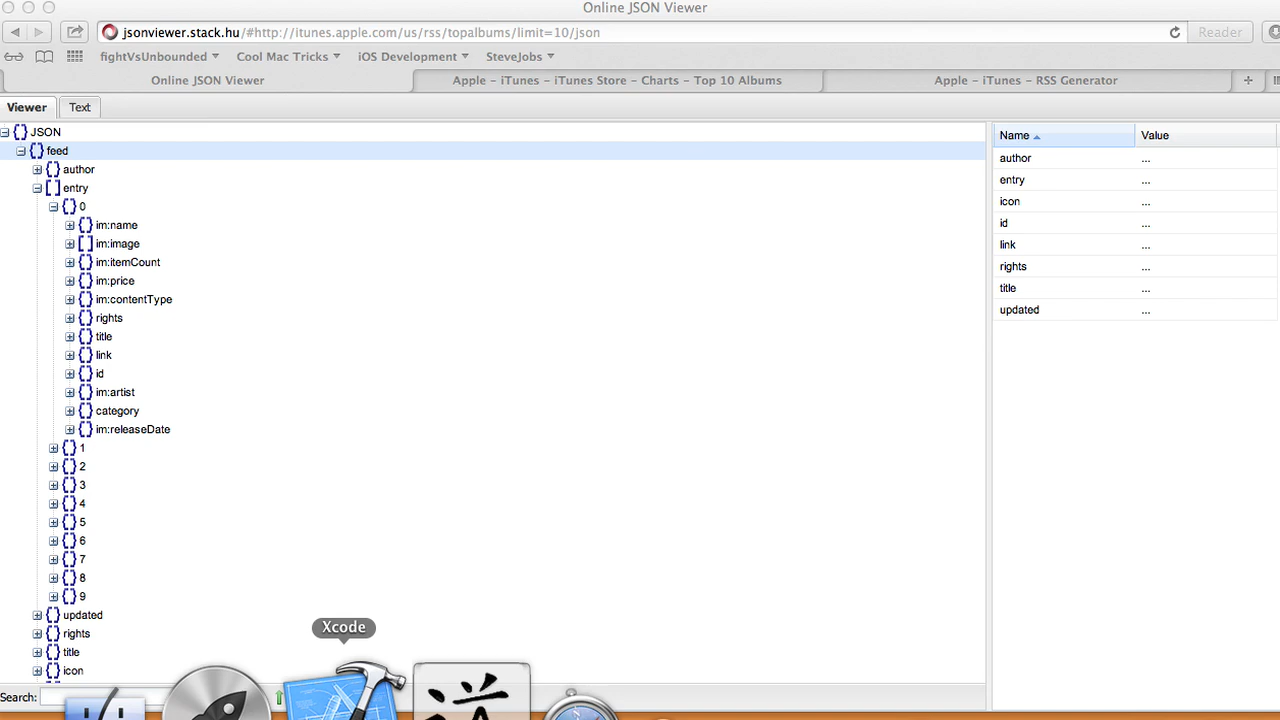 Online JSON Viewer
jsonviewer.stack.hu/#http://itunes.apple.com/us/rss/topalbums/limit=10/json
Reader
fightVsUnbounded
Cool Mac Tricks
iOS Development
SteveJobs
Online JSON Viewer
Apple - iTunes - iTunes Store - Charts - Top 10 Albums
Apple - iTunes - RSS Generator
Viewer
Text
JSON
feed
author
entry
0
im:name
im:image
im:itemCount
im:price
im:contentType
rights
title
link
id
im:artist
category
im:releaseDate
1
2
3
4
5
6
7
8
9
updated
rights
title
icon
Name Value
author ...
entry ...
icon ...
id ...
link ...
rights ...
title ...
updated ...
Xcode
Search: